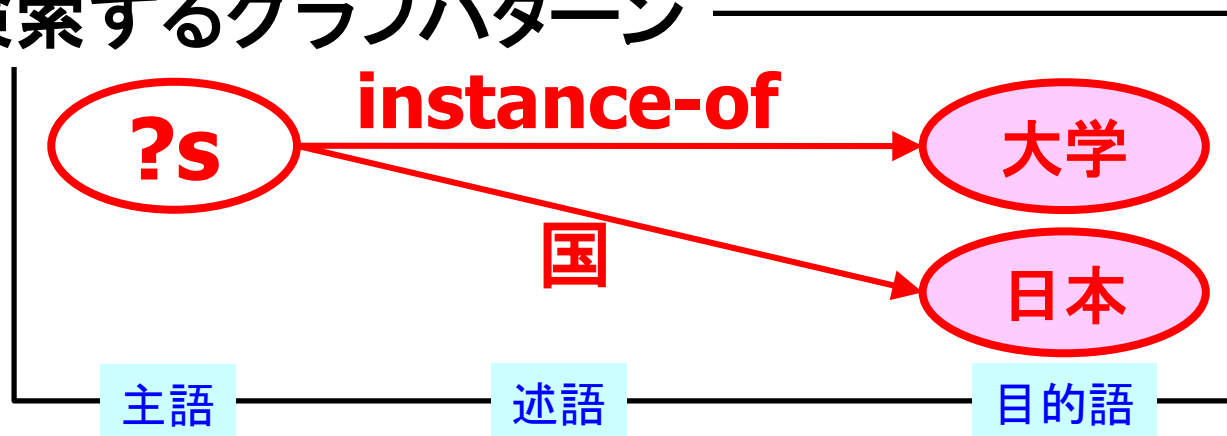 索するグラフパターン
instance-of
?s
大学
国
日本
主語
述語
目的語